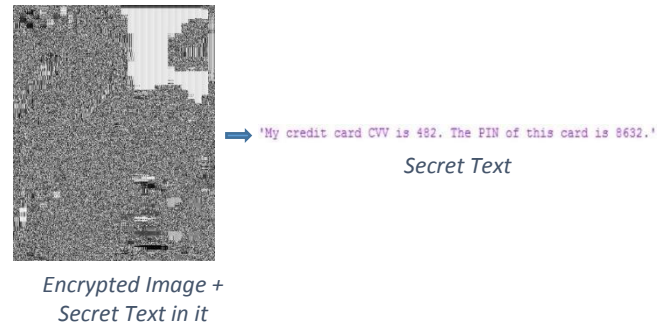 'My credit card CVV is 482. The PIN of this card is 8632.'
Secret Text
Encrypted Image +
Secret Text in it